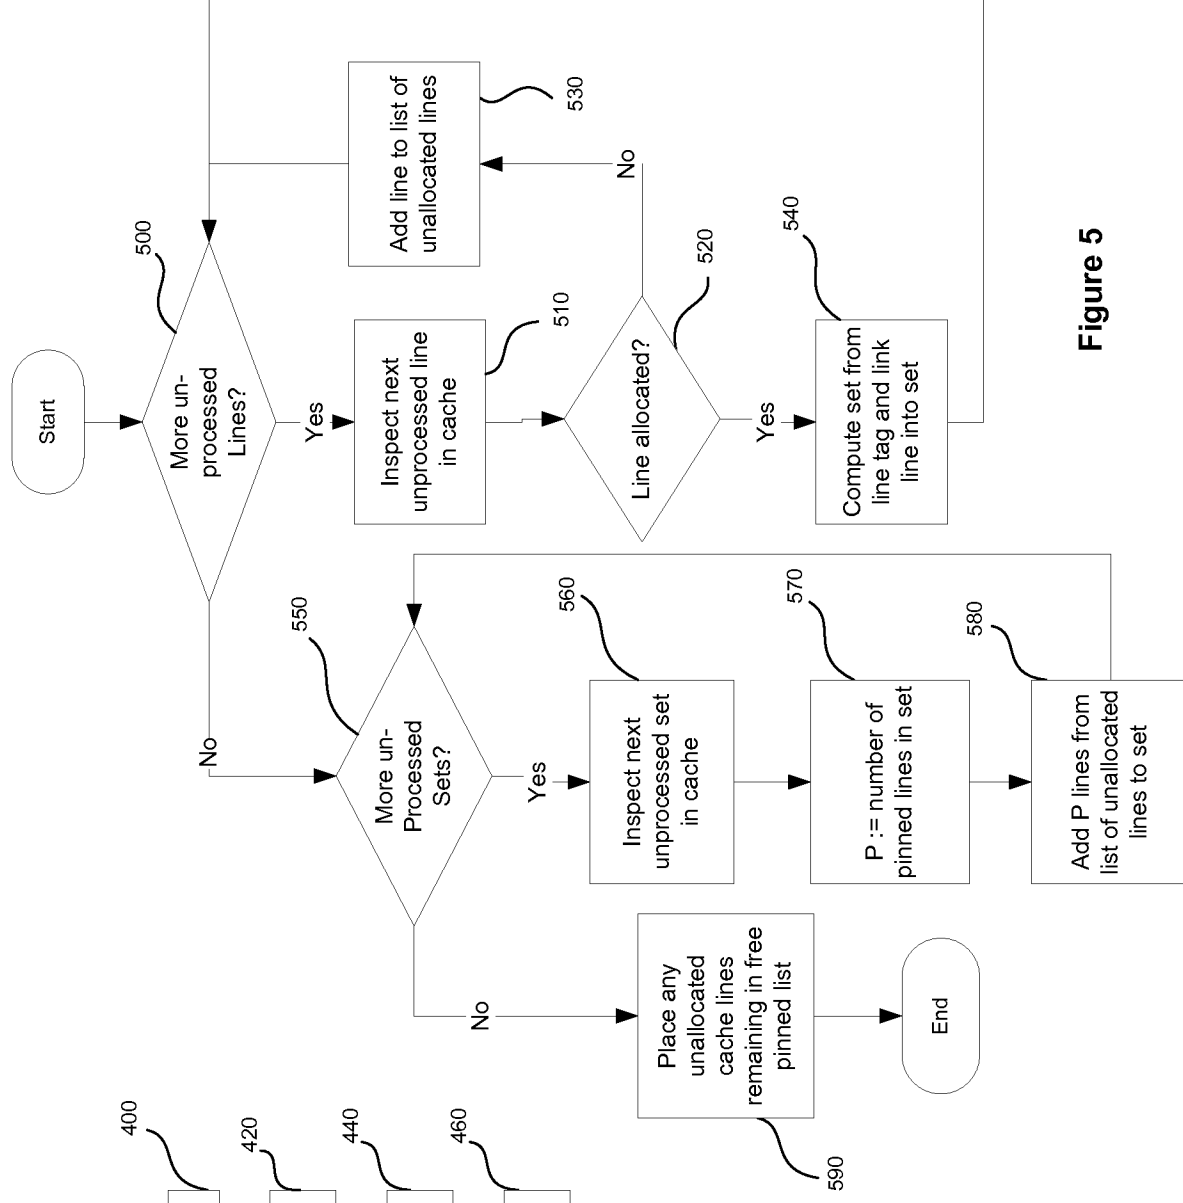 Start
500
More un-
processed
Lines?
Yes
No
Inspect next
unprocessed line
in cache
510
Line allocated?
520
No
Add line to list of
unallocated lines
530
Yes
Compute set from
line tag and link
line into set
540
More un-
Processed
Sets?
550
Yes
Inspect next
unprocessed set
in cache
560
P := number of
pinned lines in set
570
Add P lines from
list of unallocated
lines to set
580
No
Place any
unallocated
cache lines
remaining in free
pinned list
590
End
400
420
440
460
Figure 5